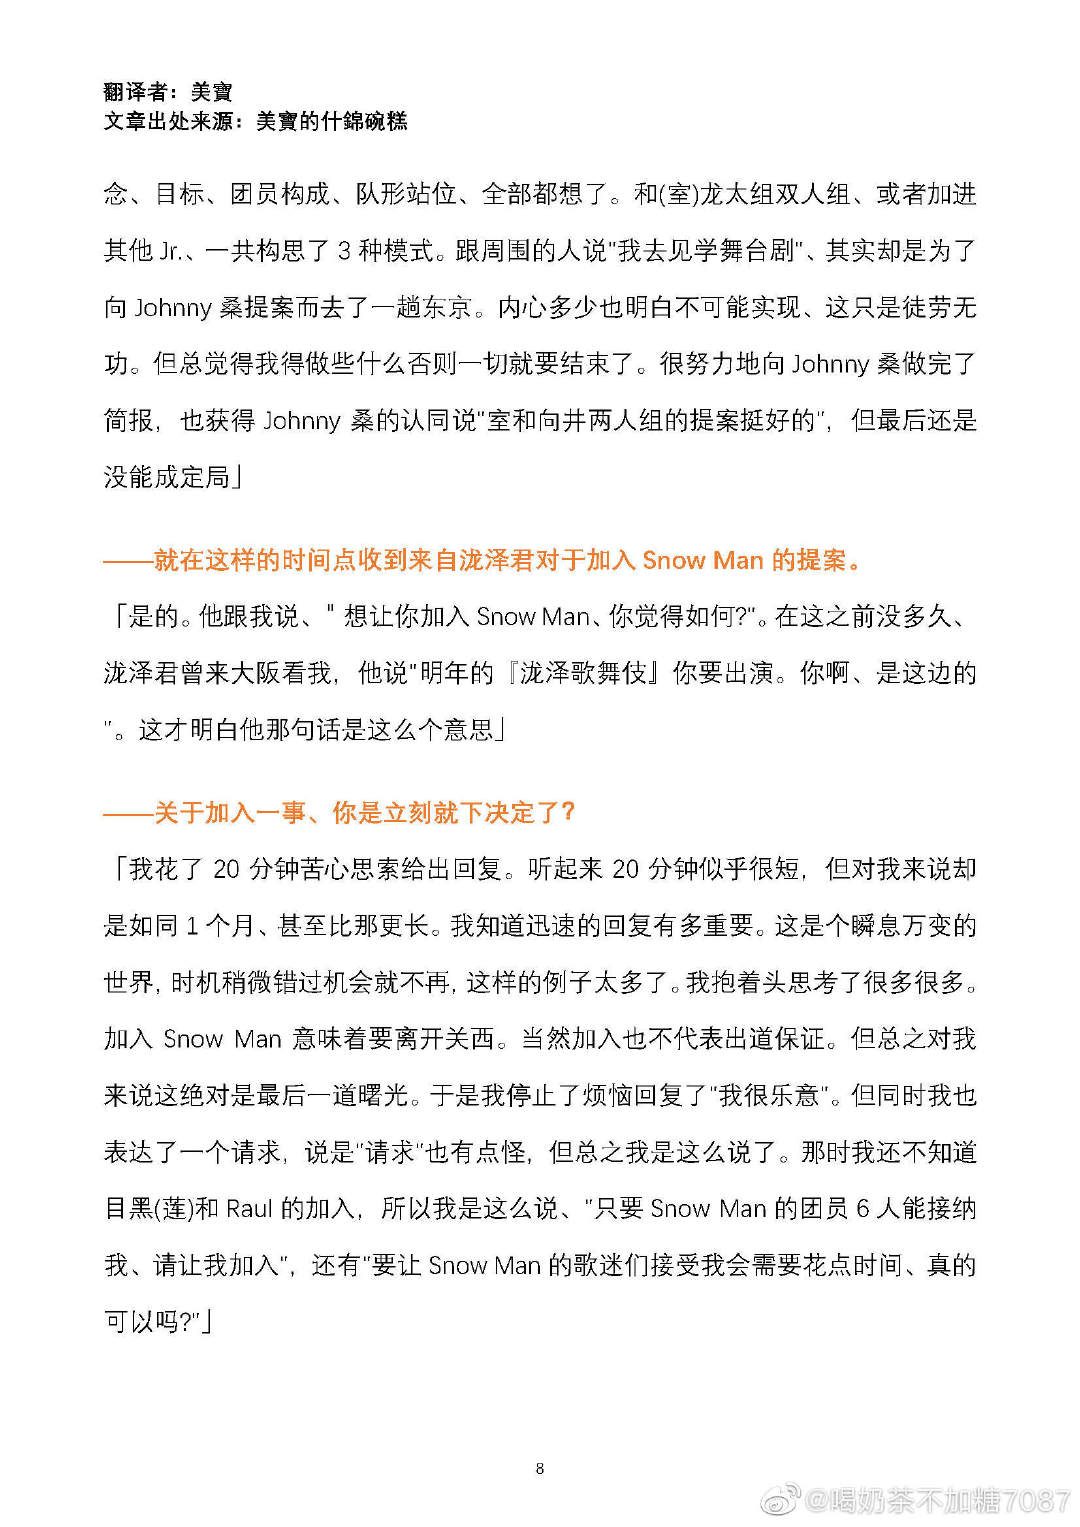 翻译者：美寶
文章出处来源：美寶的什錦碗糕
念、目标、团员构成、队形站位、全部都想了。和(室)龙太组双人组、或者加进
其他 Jr.、一共构思了 3 种模式。跟周围的人说"我去见学舞台剧"、其实却是为了
向 Johnny 桑提案而去了一趟东京。内心多少也明白不可能实现、这只是徒劳无
功。但总觉得我得做些什么否则一切就要结束了。很努力地向 Johnny 桑做完了
简报，也获得 Johnny 桑的认同说"室和向井两人组的提案挺好的"，但最后还是
没能成定局」
——就在这样的时间点收到来自泷泽君对于加入 Snow Man 的提案。
「是的。他跟我说、" 想让你加入 Snow Man、你觉得如何?"。在这之前没多久、
泷泽君曾来大阪看我，他说"明年的『泷泽歌舞伎』你要出演。你啊、是这边的
"。这才明白他那句话是这么个意思」
——关于加入一事、你是立刻就下决定了？
「我花了 20 分钟苦心思索给出回复。听起来 20 分钟似乎很短，但对我来说却
是如同 1 个月、甚至比那更长。我知道迅速的回复有多重要。这是个瞬息万变的
世界，时机稍微错过机会就不再，这样的例子太多了。我抱着头思考了很多很多。
加入 Snow Man 意味着要离开关西。当然加入也不代表出道保证。但总之对我
来说这绝对是最后一道曙光。于是我停止了烦恼回复了"我很乐意"。但同时我也
表达了一个请求，说是"请求"也有点怪，但总之我是这么说了。那时我还不知道
目黑(莲)和 Raul 的加入，所以我是这么说、"只要 Snow Man 的团员 6 人能接纳
我、请让我加入"，还有"要让 Snow Man 的歌迷们接受我会需要花点时间、真的
可以吗?"」
8
@喝奶茶不加糖7087